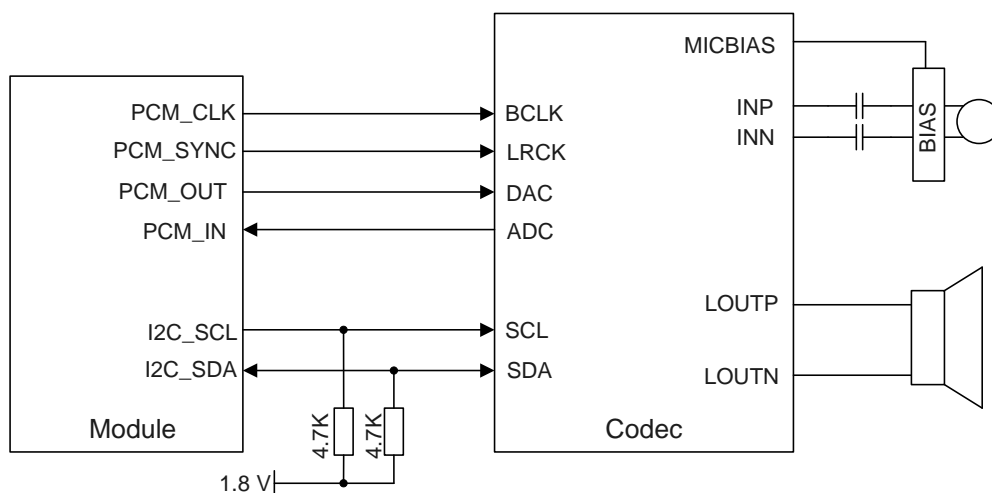 MICBIAS
PCM_CLK
BCLK
INP
PCM_SYNC
LRCK
INN
BIAS
PCM_OUT
DAC
PCM_IN
ADC
LOUTP
I2C_SCL
SCL
I2C_SDA
SDA
LOUTN
Module
4.7K
4.7K
Codec
1.8 V